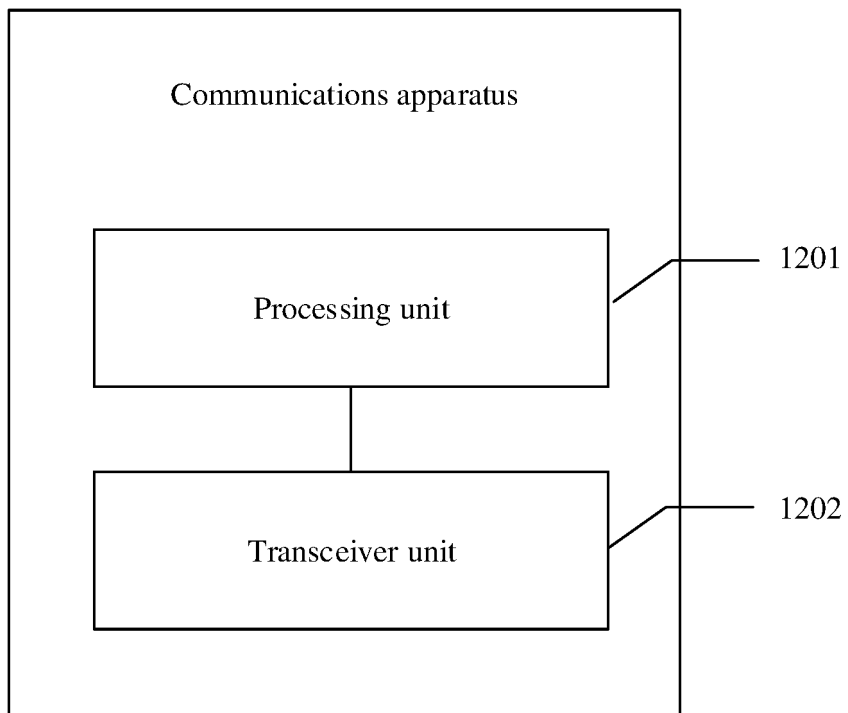 Communications apparatus
1201
Processing unit
1202
Transceiver unit